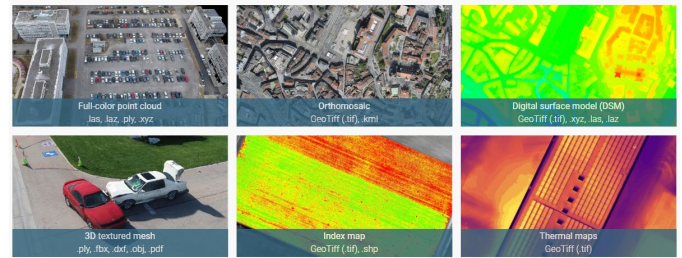 Full-color point cloud
.las, .laz, .ply, .xyz
Orthomosaic
GeoTiff (.tif), .kml
Digital surface model (DSM)
GeoTiff (.tif), .xyz, .las, .laz
3D textured mesh
.ply, .fbx, .dxf, .obj, .pdf
Index map
GeoTiff (.tif), .shp
Thermal maps
GeoTiff (.tif)